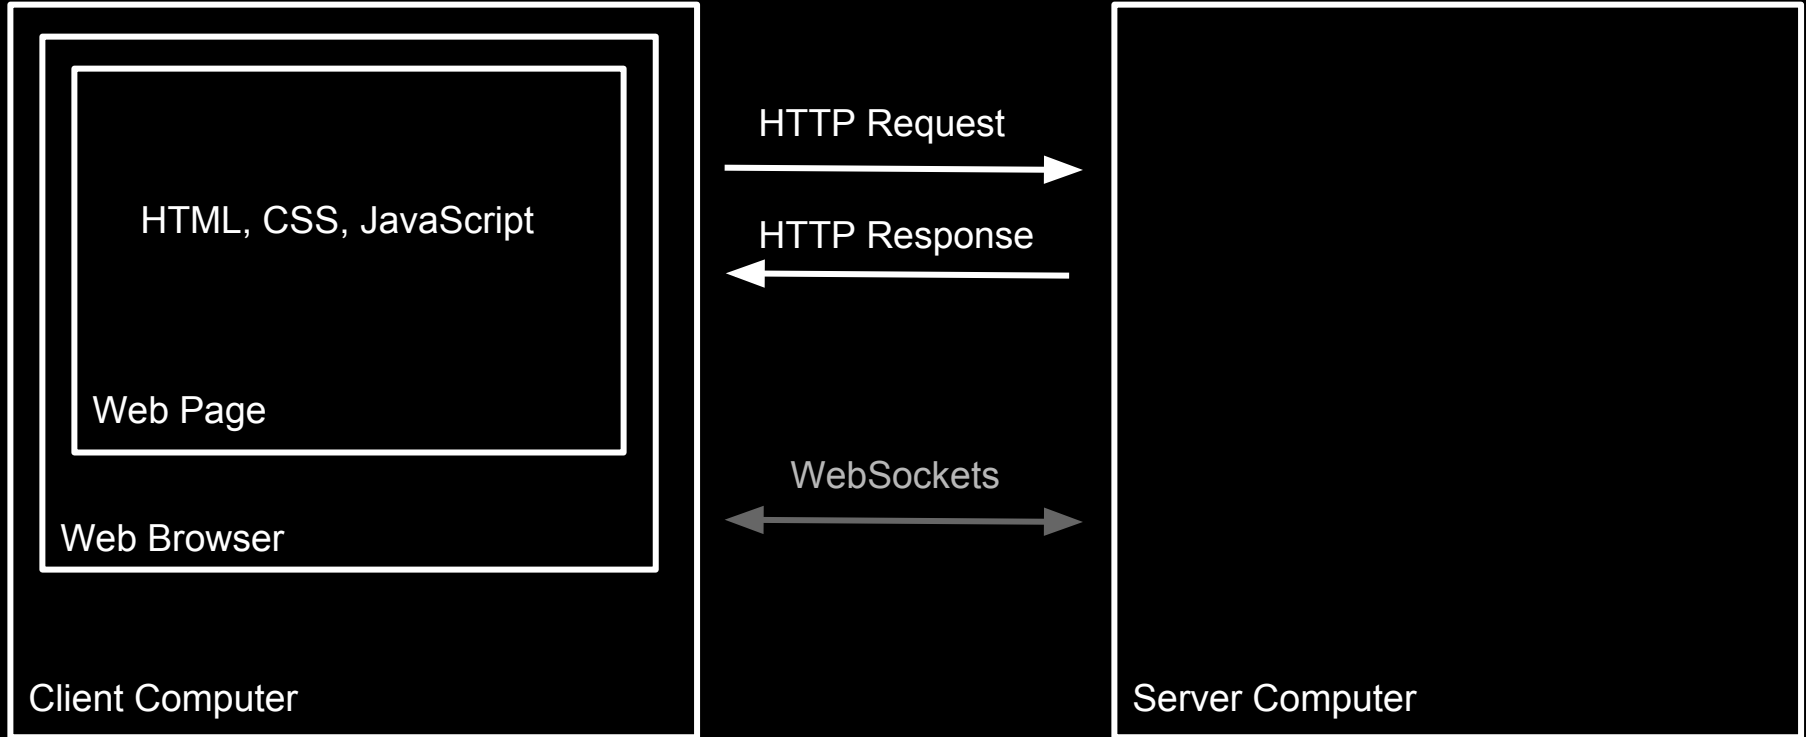 HTML, CSS, JavaScript
Web Page
Web Browser
Client Computer
HTTP Request
HTTP Response
WebSockets
Server Computer